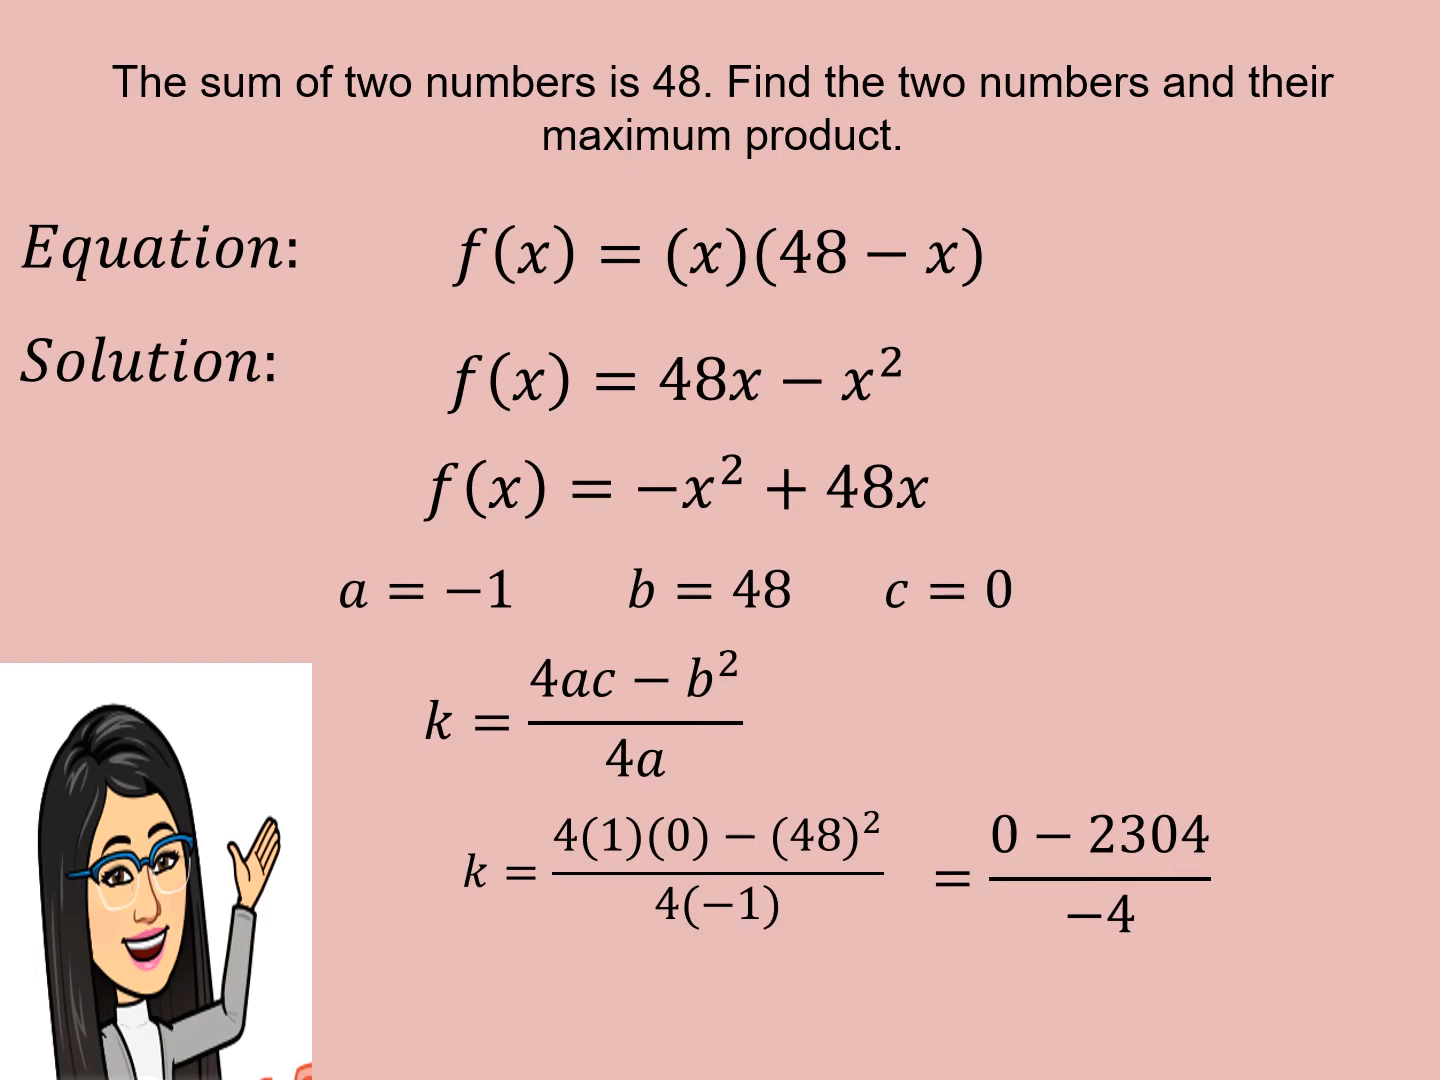 The sum of two numbers is 48. Find the two numbers and their
maximum product.
Equation: f(x) = (x)(48 − x)
Solution: f(x) = 48x − x²
f(x) = −x² + 48x
a = −1 b = 48 c = 0
k = (4ac − b²)/(4a)
k = (4(1)(0) − (48)²)/(4(−1)) = (0 − 2304)/(−4)